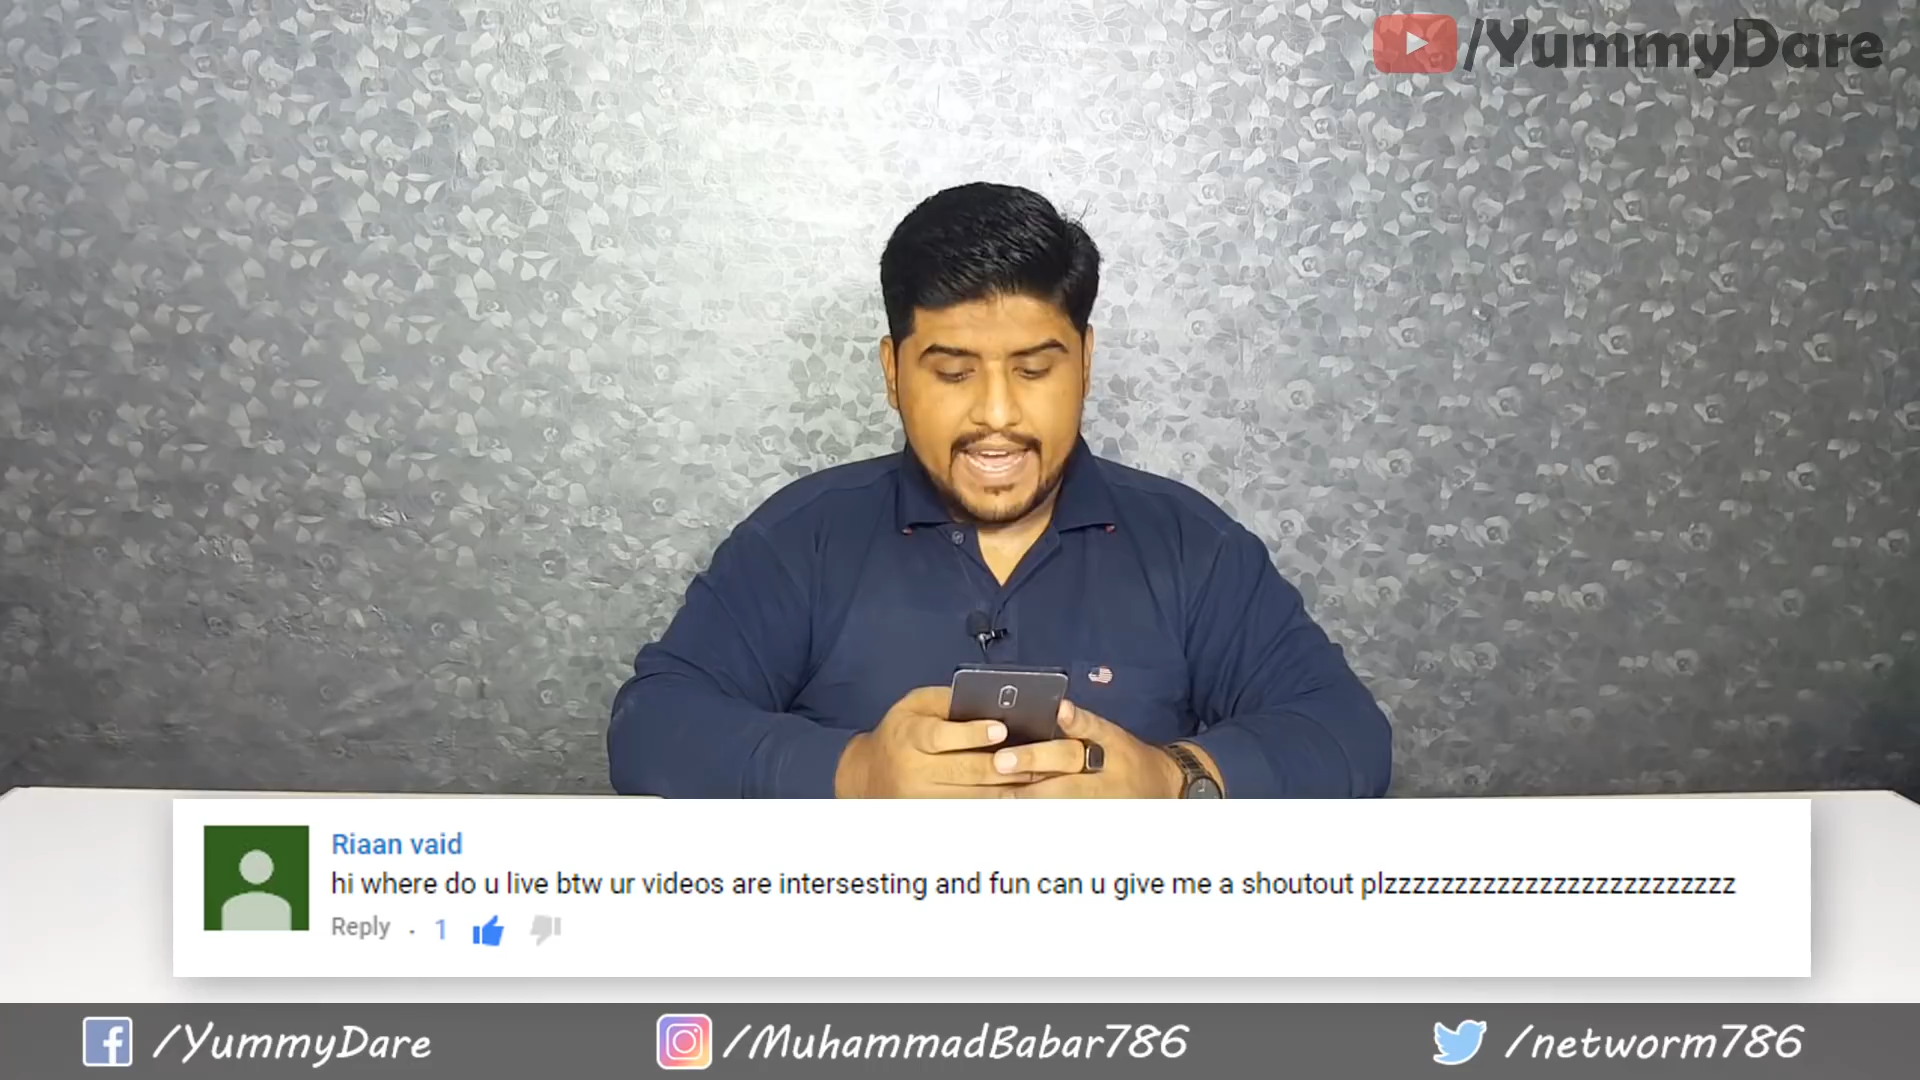 /YummyDare
Riaan vaid
hi where do u live btw ur videos are intersesting and fun can u give me a shoutout plzzzzzzzzzzzzzzzzzzzzzzzzz
Reply . 1
/YummyDare
/MuhammadBabar786
/networm786